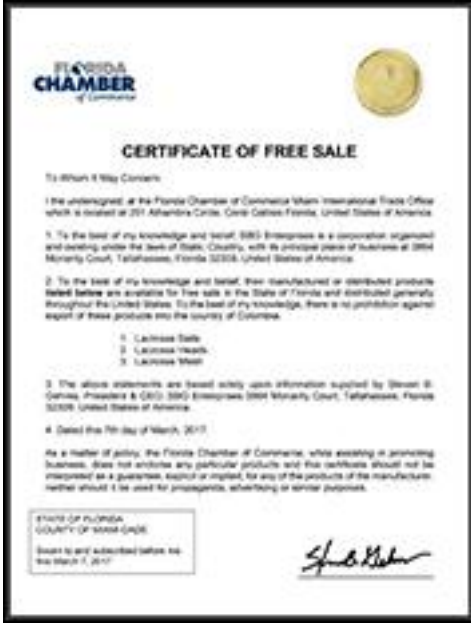 FLORIDA
CHAMBER
of Commerce
CERTIFICATE OF FREE SALE
To Whom It May Concern:
I the undersigned, at the Florida Chamber of Commerce Miami International Trade Office
which is located at 201 Alhambra Circle, Coral Gables Florida, United States of America.
1. To the best of my knowledge and belief, Enterprises is a corporation organized
and existing under the laws of State, Country, with its principal place of business at
Court, Tallahassee, Florida United States of America.
2. To the best of my knowledge and belief, their manufactured or distributed products
listed below are available for free sale in the State of Florida and distributed generally
throughout the United States. To the best of my knowledge, there is no prohibition against
export of these products into the country of Colombia.
1. Lacrosse Balls
2. Lacrosse Heads
3. Lacrosse Mesh
3. The above statements are based solely upon information supplied by Steven B.
President & CEO, Enterprises Court, Tallahassee, Florida
United States of America.
4. Dated this 7th day of March, 2017
As a matter of policy, the Florida Chamber of Commerce, while assisting in promoting
business, does not endorse any particular products and this certificate should not be
interpreted as a guarantee, explicit or implied, for any of the products of the manufacturer,
neither should it be used for propaganda, advertising or similar purposes.
STATE OF FLORIDA
COUNTY OF MIAMI-DADE
Sworn to and subscribed before me
this March 7, 2017